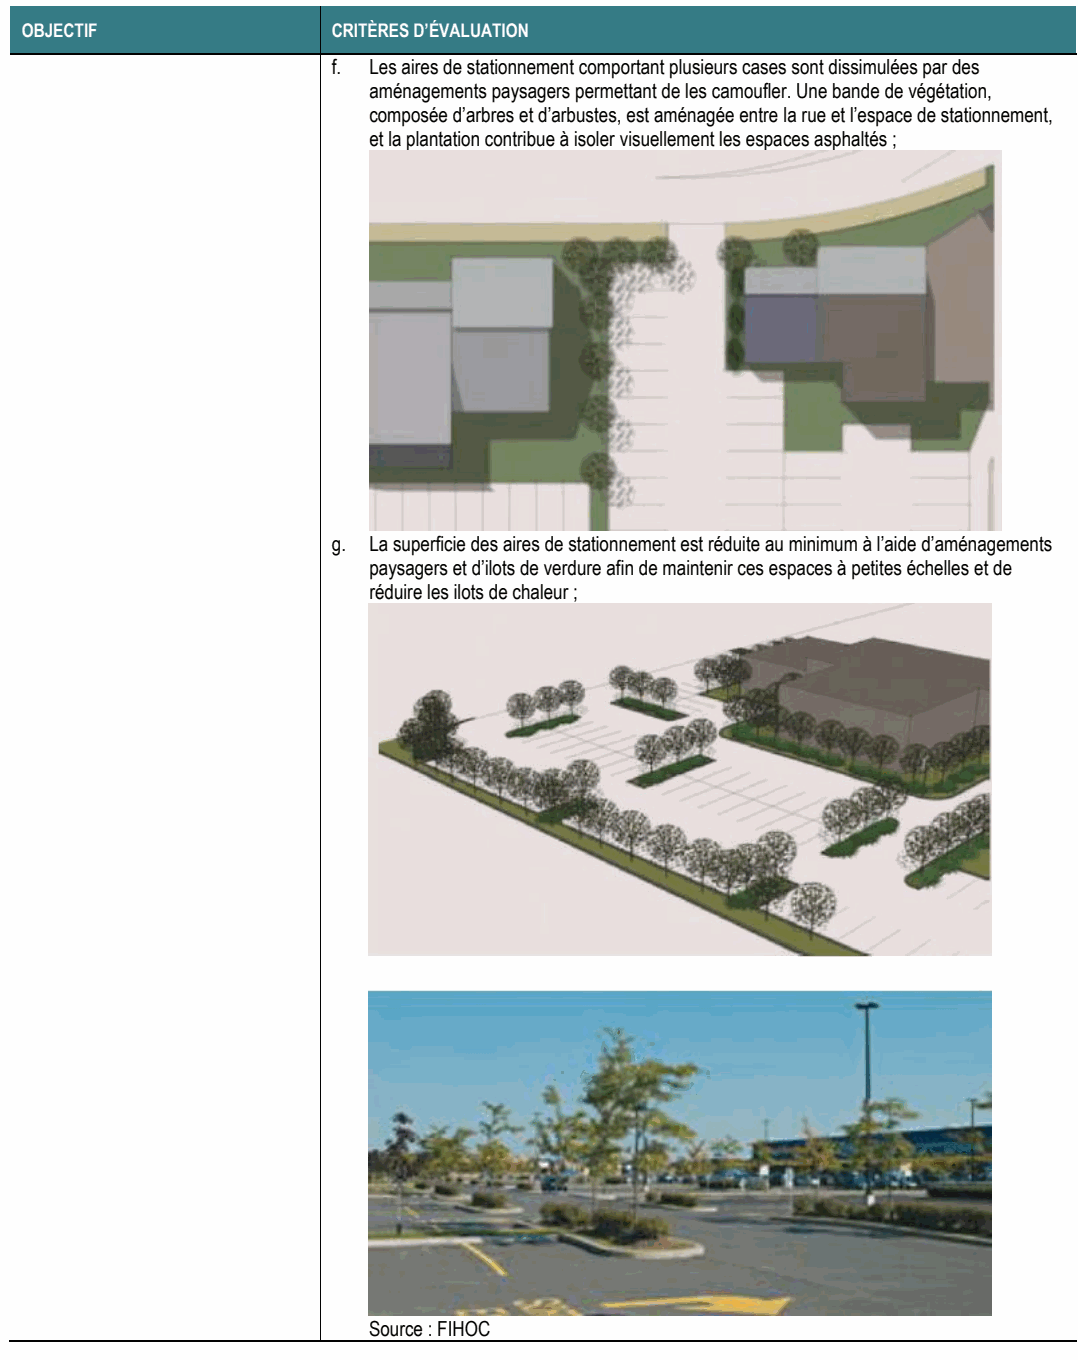 OBJECTIF
CRITÈRES D'ÉVALUATION
f. Les aires de stationnement comportant plusieurs cases sont dissimulées par des
aménagements paysagers permettant de les camoufler. Une bande de végétation,
composée d'arbres et d'arbustes, est aménagée entre la rue et l'espace de stationnement,
et la plantation contribue à isoler visuellement les espaces asphaltés ;
g. La superficie des aires de stationnement est réduite au minimum à l'aide d'aménagements
paysagers et d'ilots de verdure afin de maintenir ces espaces à petites échelles et de
réduire les ilots de chaleur ;
Source : FIHOC